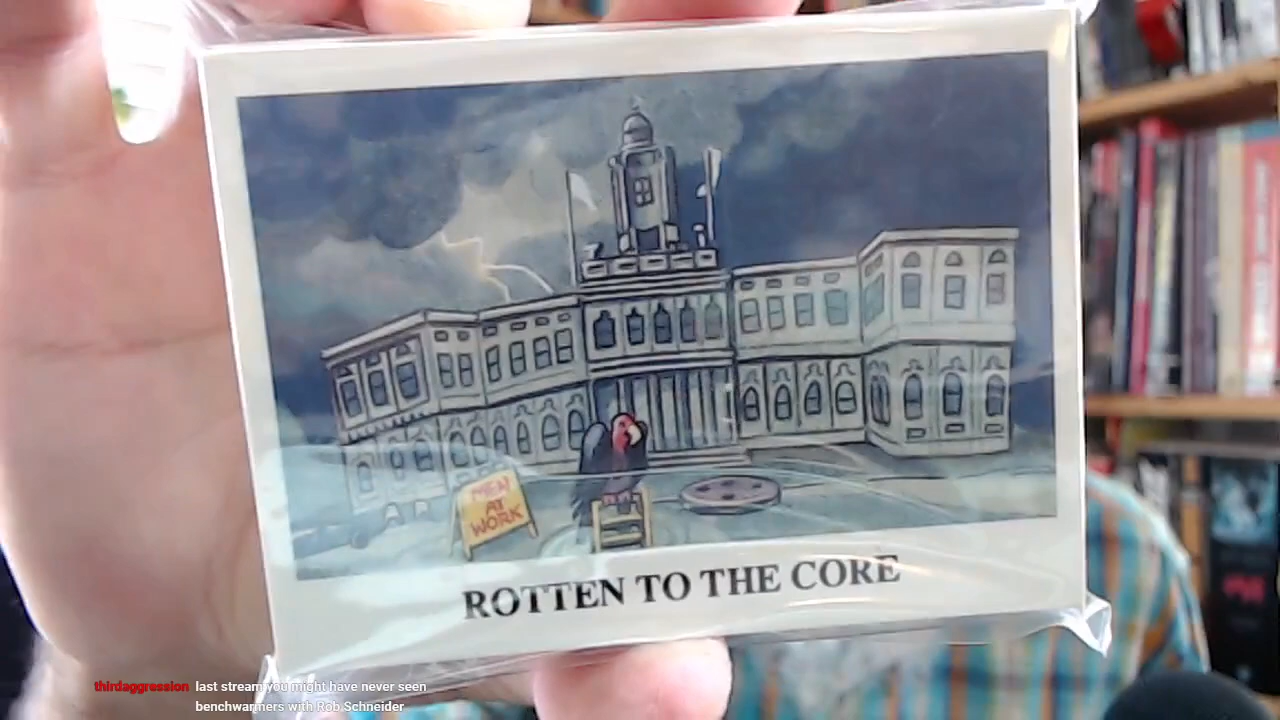 MEN
AT
WORK
ROTTEN TO THE CORE
thirdaggression last stream you might have never seen
benchwarmers with Rob Schneider